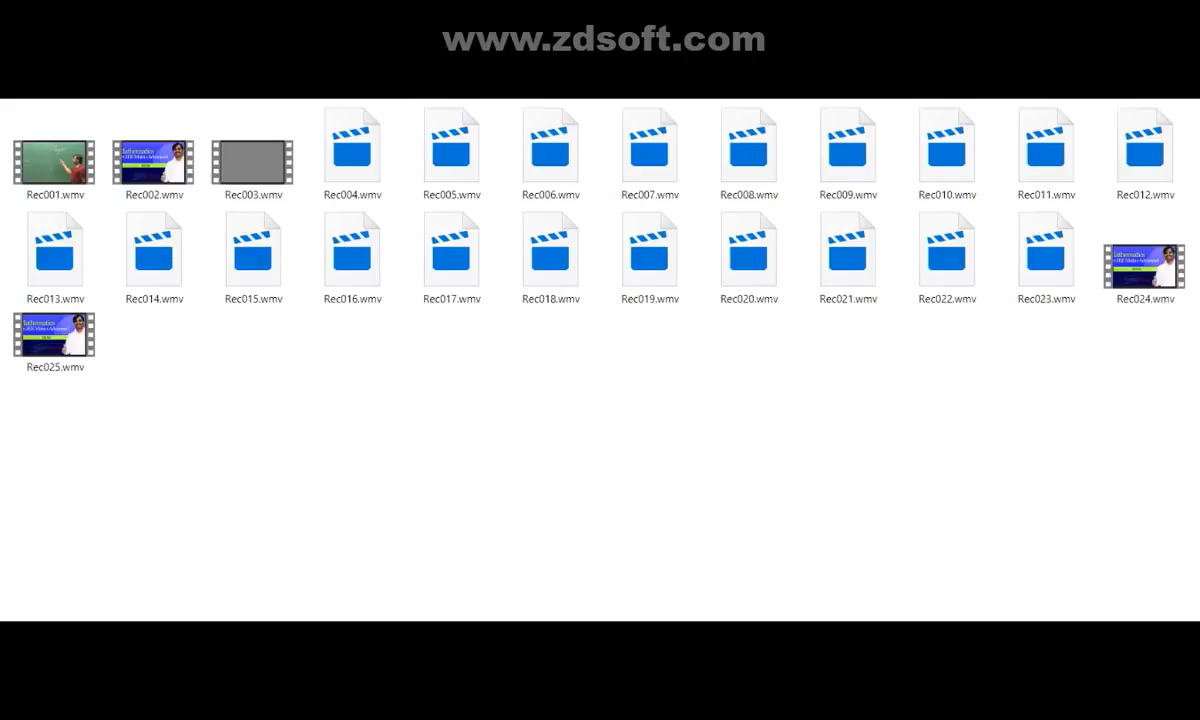 www.zdsoft.com
Rec001.wmv Rec002.wmv Rec003.wmv Rec004.wmv Rec005.wmv Rec006.wmv Rec007.wmv Rec008.wmv Rec009.wmv Rec010.wmv Rec011.wmv Rec012.wmv
Rec013.wmv Rec014.wmv Rec015.wmv Rec016.wmv Rec017.wmv Rec018.wmv Rec019.wmv Rec020.wmv Rec021.wmv Rec022.wmv Rec023.wmv Rec024.wmv
Rec025.wmv